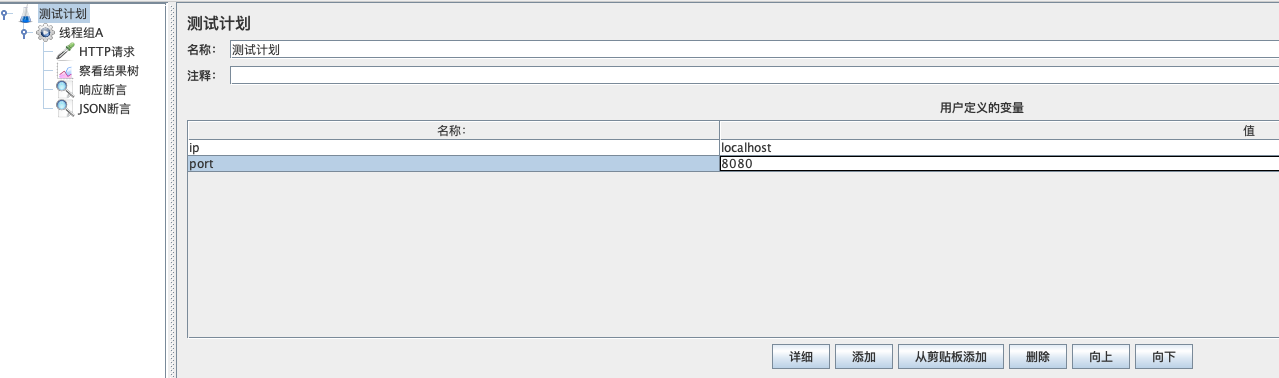 测试计划
线程组A
HTTP请求
察看结果树
响应断言
JSON断言
测试计划
名称： 测试计划
注释：
用户定义的变量
名称： 值
ip localhost
port 8080
详细 添加 从剪贴板添加 删除 向上 向下